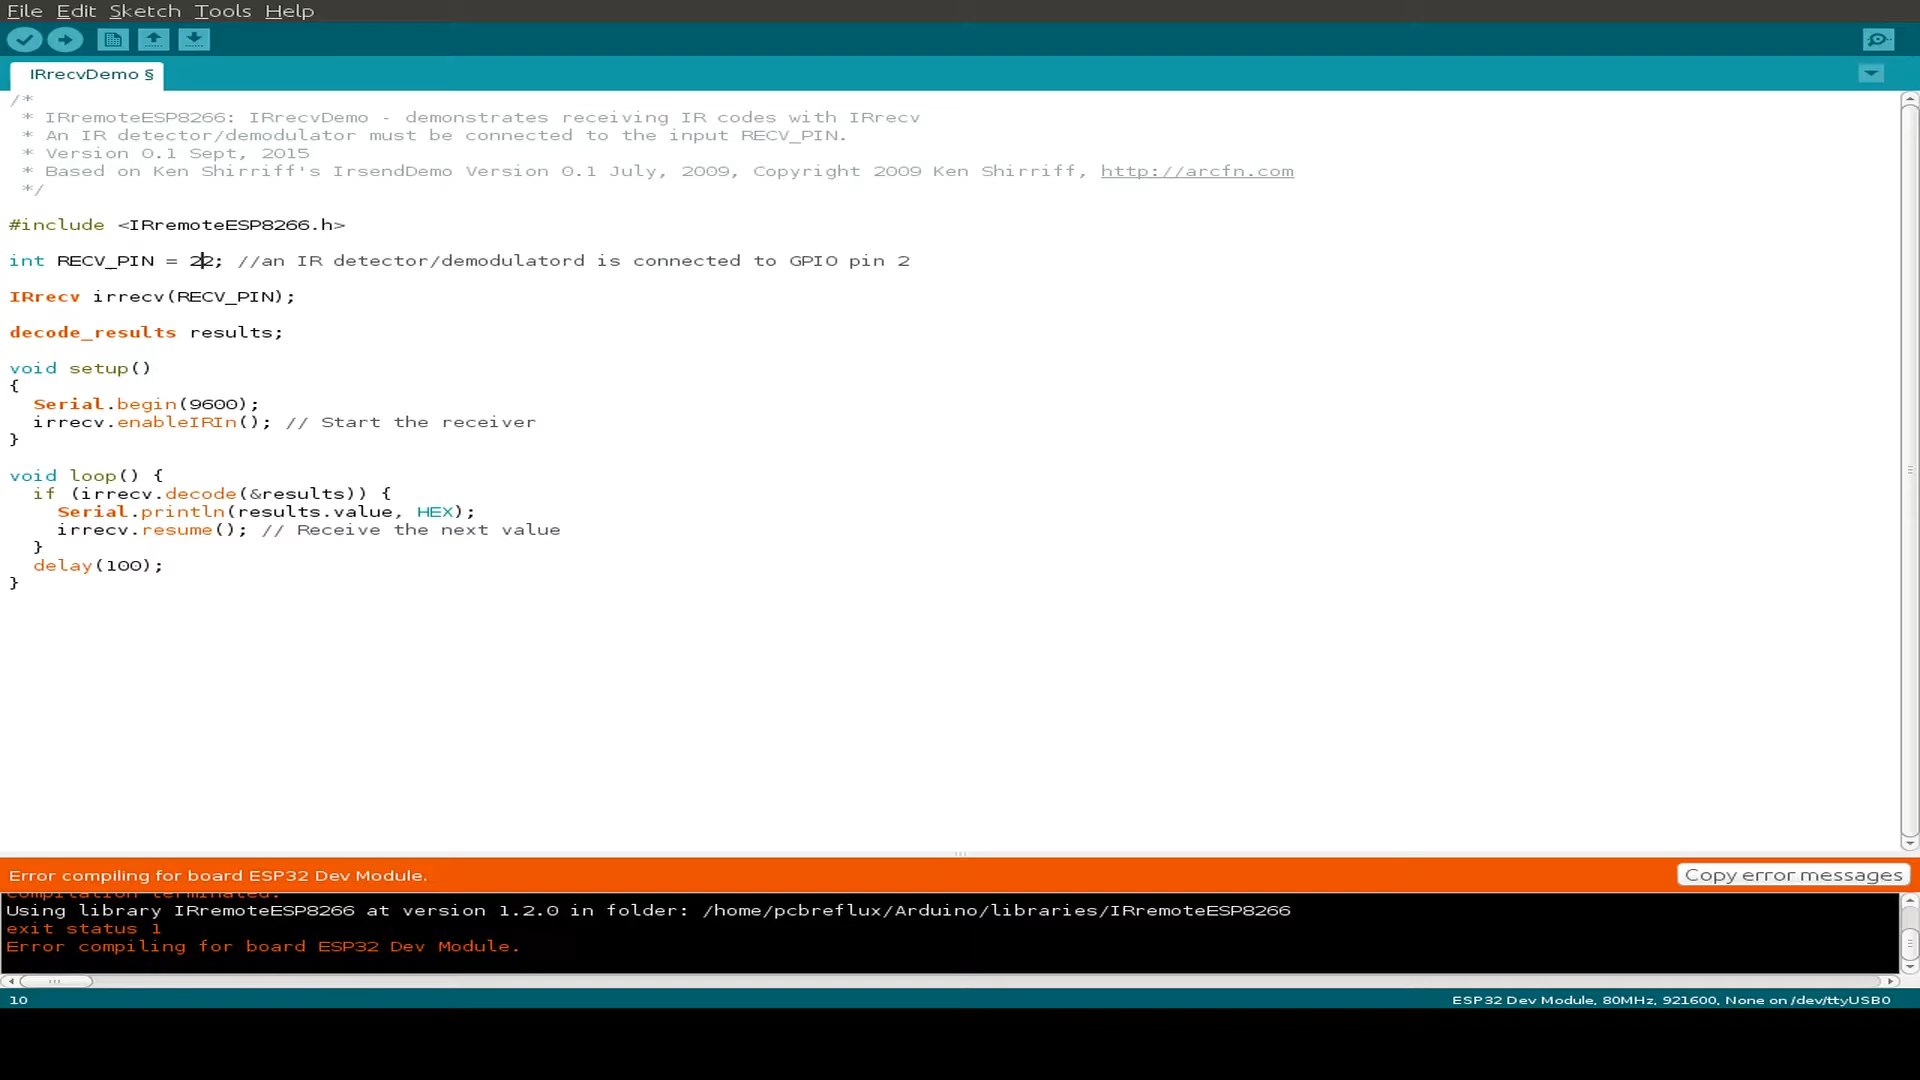 File Edit Sketch Tools Help
IRrecvDemo §
/*
 * IRremoteESP8266: IRrecvDemo - demonstrates receiving IR codes with IRrecv
 * An IR detector/demodulator must be connected to the input RECV_PIN.
 * Version 0.1 Sept, 2015
 * Based on Ken Shirriff's IrsendDemo Version 0.1 July, 2009, Copyright 2009 Ken Shirriff, http://arcfn.com
 */
#include <IRremoteESP8266.h>
int RECV_PIN = 22; //an IR detector/demodulatord is connected to GPIO pin 2
IRrecv irrecv(RECV_PIN);
decode_results results;
void setup()
{
  Serial.begin(9600);
  irrecv.enableIRIn(); // Start the receiver
}
void loop() {
  if (irrecv.decode(&results)) {
    Serial.println(results.value, HEX);
    irrecv.resume(); // Receive the next value
  }
  delay(100);
}
Error compiling for board ESP32 Dev Module.
Copy error messages
compilation terminated.
Using library IRremoteESP8266 at version 1.2.0 in folder: /home/pcbreflux/Arduino/libraries/IRremoteESP8266
exit status 1
Error compiling for board ESP32 Dev Module.
10
ESP32 Dev Module, 80MHz, 921600, None on /dev/ttyUSB0